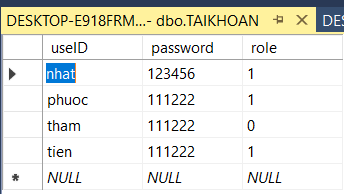 DESKTOP-E918FRM...- dbo.TAIKHOAN
useID password role
nhat 123456 1
phuoc 111222 1
tham 111222 0
tien 111222 1
NULL NULL NULL